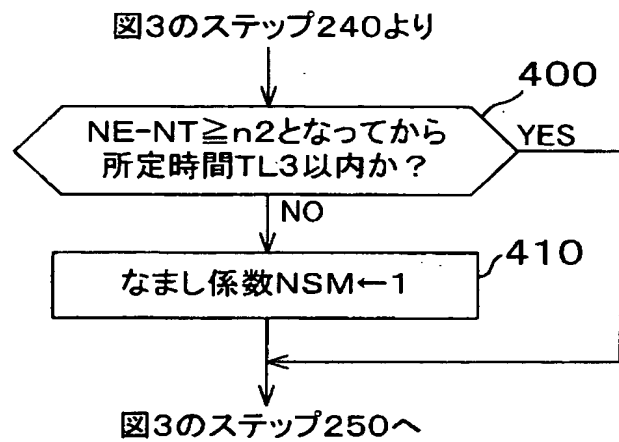 図3のステップ240より
400
NE-NT≧n2となってから
所定時間TL3以内か？
YES
NO
410
なまし係数NSM←1
図3のステップ250へ